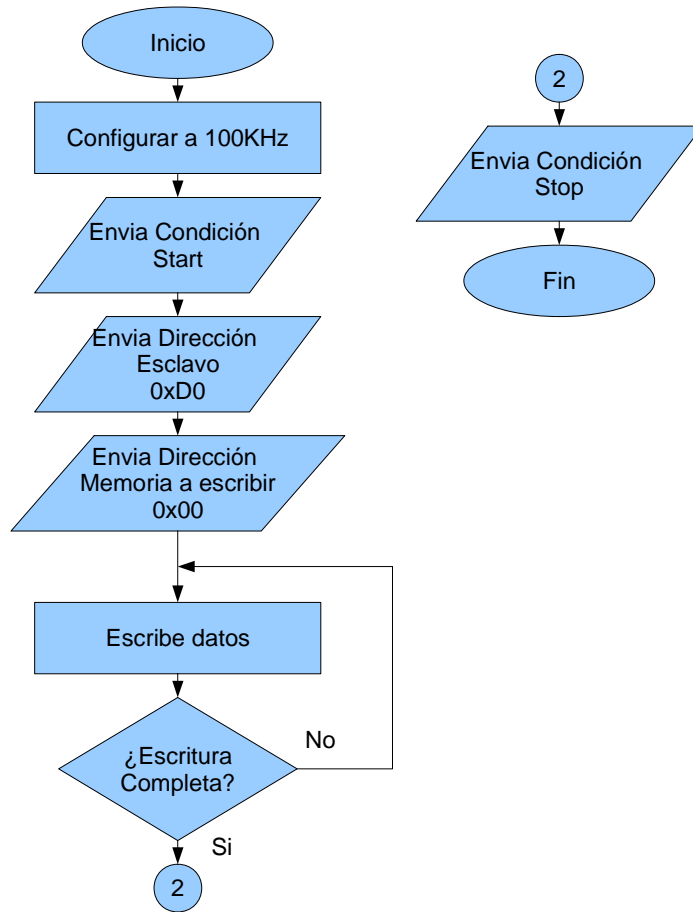 Inicio
Configurar a 100KHz
Envia Condición
Start
Envia Dirección
Esclavo
0xD0
Envia Dirección
Memoria a escribir
0x00
Escribe datos
¿Escritura
Completa?
No
Si
2
2
Envia Condición
Stop
Fin